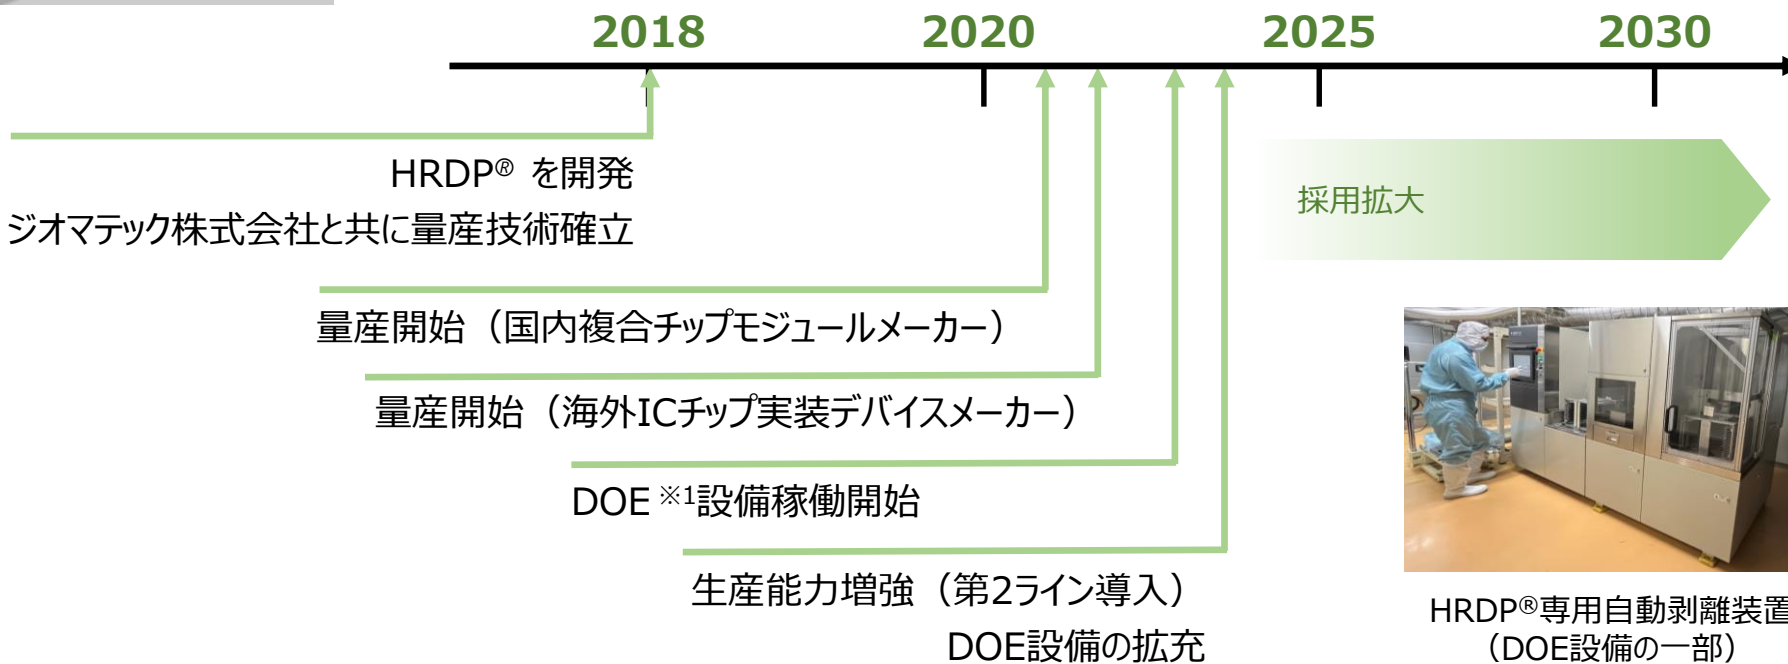 2018
2020
2025
2030
HRDP® を開発
ジオマテック株式会社と共に量産技術確立
採用拡大
量産開始（国内複合チップモジュールメーカー）
量産開始（海外ICチップ実装デバイスメーカー）
DOE※1設備稼働開始
生産能力増強（第2ライン導入）
DOE設備の拡充
HRDP®専用自動剥離装置
（DOE設備の一部）